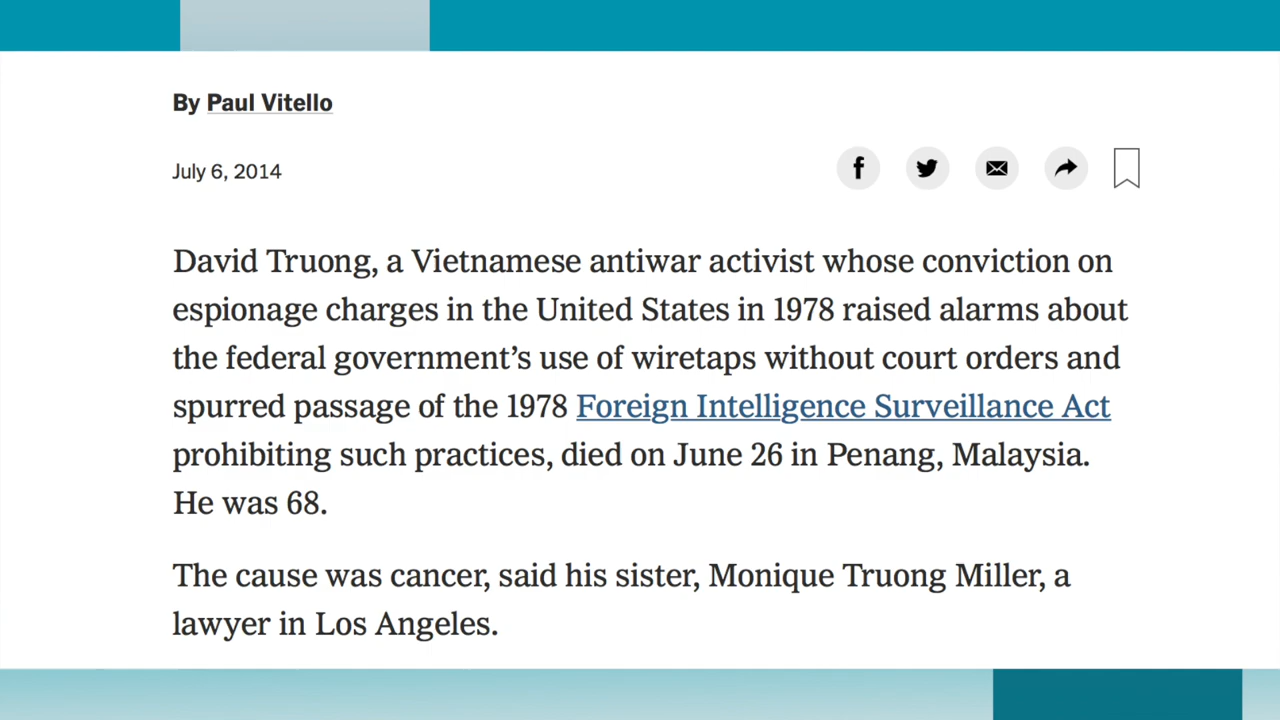 By Paul Vitello
July 6, 2014
David Truong, a Vietnamese antiwar activist whose conviction on
espionage charges in the United States in 1978 raised alarms about
the federal government’s use of wiretaps without court orders and
spurred passage of the 1978 Foreign Intelligence Surveillance Act
prohibiting such practices, died on June 26 in Penang, Malaysia.
He was 68.
The cause was cancer, said his sister, Monique Truong Miller, a
lawyer in Los Angeles.